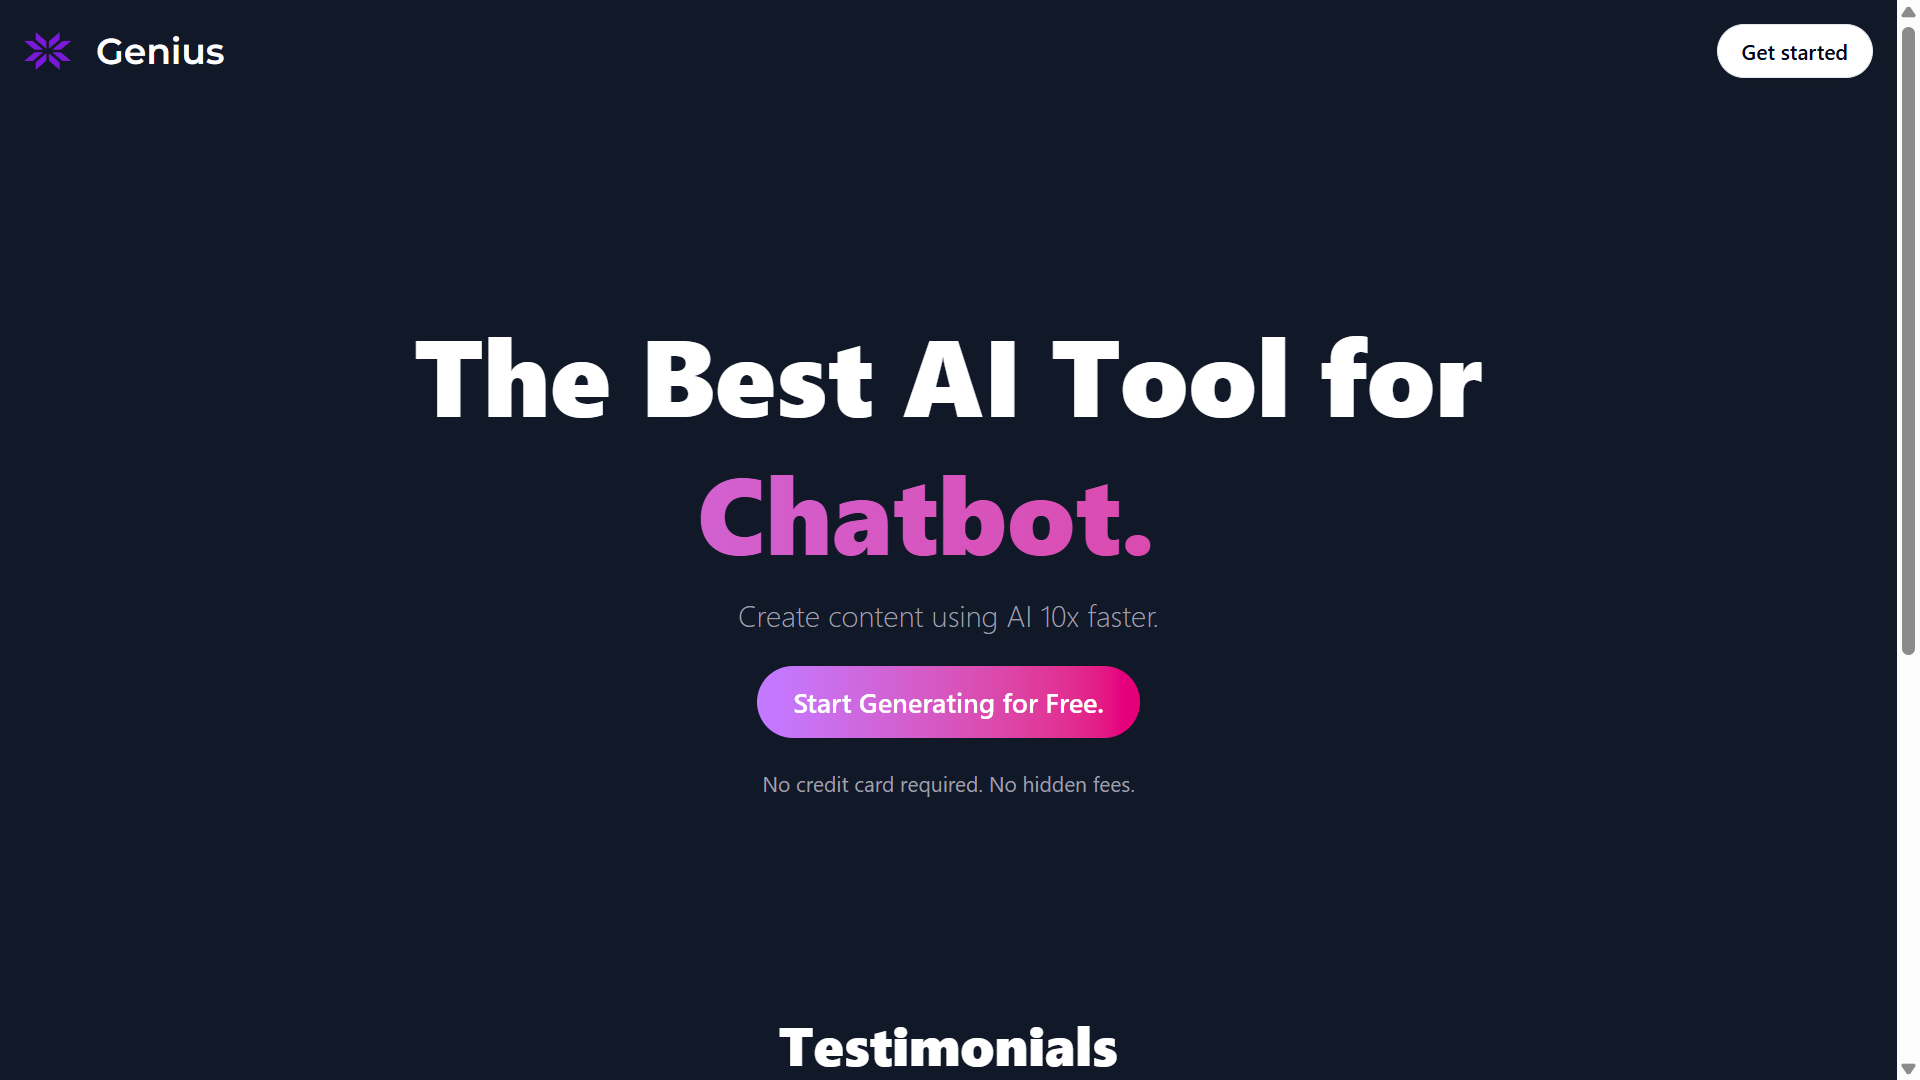 Genius
Get started
The Best AI Tool for
Chatbot.
Create content using AI 10x faster.
Start Generating for Free.
No credit card required. No hidden fees.
Testimonials